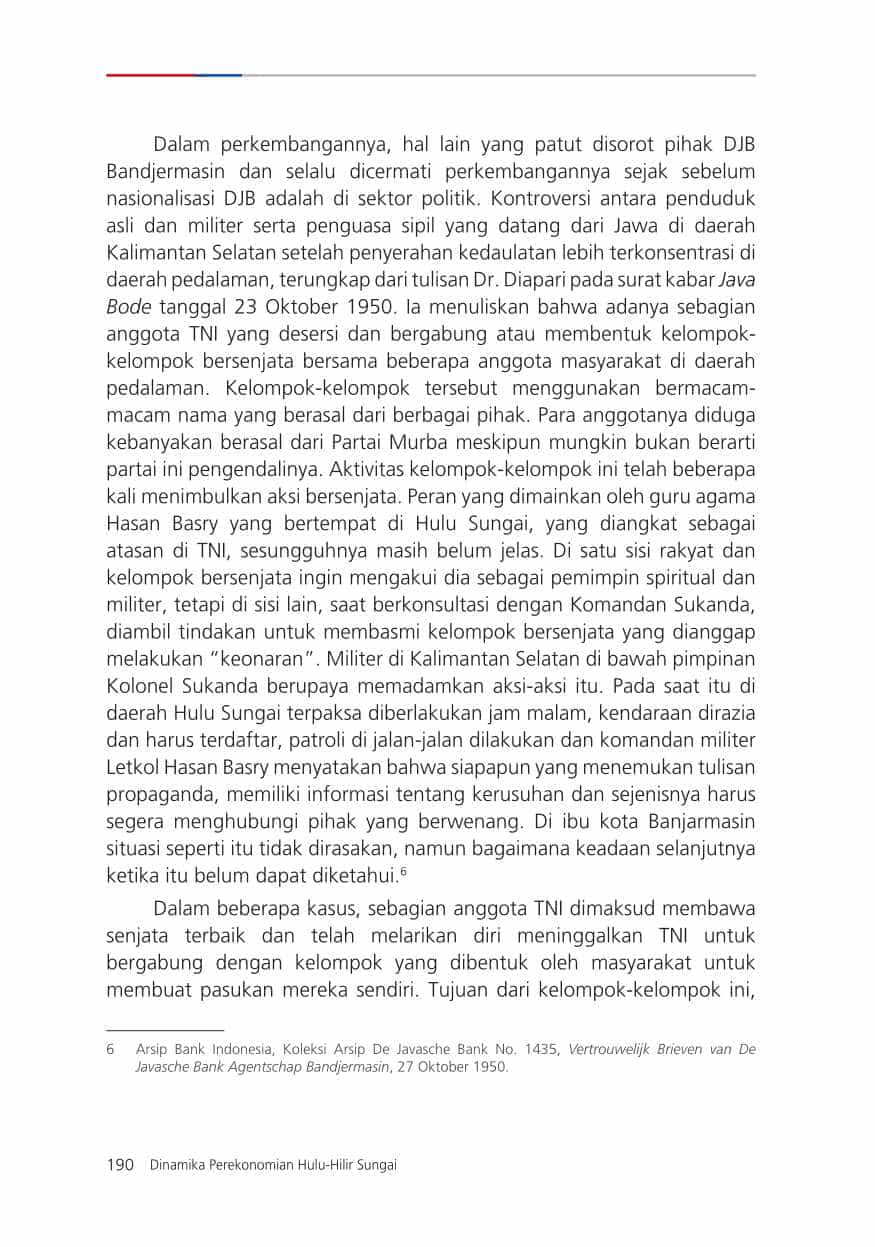 Dalam perkembangannya, hal lain yang patut disorot pihak DJB
Bandjermasin dan selalu dicermati perkembangannya sejak sebelum
nasionalisasi DJB adalah di sektor politik. Kontroversi antara penduduk
asli dan militer serta penguasa sipil yang datang dari Jawa di daerah
Kalimantan Selatan setelah penyerahan kedaulatan lebih terkonsentrasi di
daerah pedalaman, terungkap dari tulisan Dr. Diapari pada surat kabar Java
Bode tanggal 23 Oktober 1950. Ia menuliskan bahwa adanya sebagian
anggota TNI yang desersi dan bergabung atau membentuk kelompok-
kelompok bersenjata bersama beberapa anggota masyarakat di daerah
pedalaman. Kelompok-kelompok tersebut menggunakan bermacam-
macam nama yang berasal dari berbagai pihak. Para anggotanya diduga
kebanyakan berasal dari Partai Murba meskipun mungkin bukan berarti
partai ini pengendalinya. Aktivitas kelompok-kelompok ini telah beberapa
kali menimbulkan aksi bersenjata. Peran yang dimainkan oleh guru agama
Hasan Basry yang bertempat di Hulu Sungai, yang diangkat sebagai
atasan di TNI, sesungguhnya masih belum jelas. Di satu sisi rakyat dan
kelompok bersenjata ingin mengakui dia sebagai pemimpin spiritual dan
militer, tetapi di sisi lain, saat berkonsultasi dengan Komandan Sukanda,
diambil tindakan untuk membasmi kelompok bersenjata yang dianggap
melakukan “keonaran”. Militer di Kalimantan Selatan di bawah pimpinan
Kolonel Sukanda berupaya memadamkan aksi-aksi itu. Pada saat itu di
daerah Hulu Sungai terpaksa diberlakukan jam malam, kendaraan dirazia
dan harus terdaftar, patroli di jalan-jalan dilakukan dan komandan militer
Letkol Hasan Basry menyatakan bahwa siapapun yang menemukan tulisan
propaganda, memiliki informasi tentang kerusuhan dan sejenisnya harus
segera menghubungi pihak yang berwenang. Di ibu kota Banjarmasin
situasi seperti itu tidak dirasakan, namun bagaimana keadaan selanjutnya
ketika itu belum dapat diketahui.⁶
Dalam beberapa kasus, sebagian anggota TNI dimaksud membawa
senjata terbaik dan telah melarikan diri meninggalkan TNI untuk
bergabung dengan kelompok yang dibentuk oleh masyarakat untuk
membuat pasukan mereka sendiri. Tujuan dari kelompok-kelompok ini,
6 Arsip Bank Indonesia, Koleksi Arsip De Javasche Bank No. 1435, Vertrouwelijk Brieven van De
Javasche Bank Agentschap Bandjermasin, 27 Oktober 1950.
190 Dinamika Perekonomian Hulu-Hilir Sungai